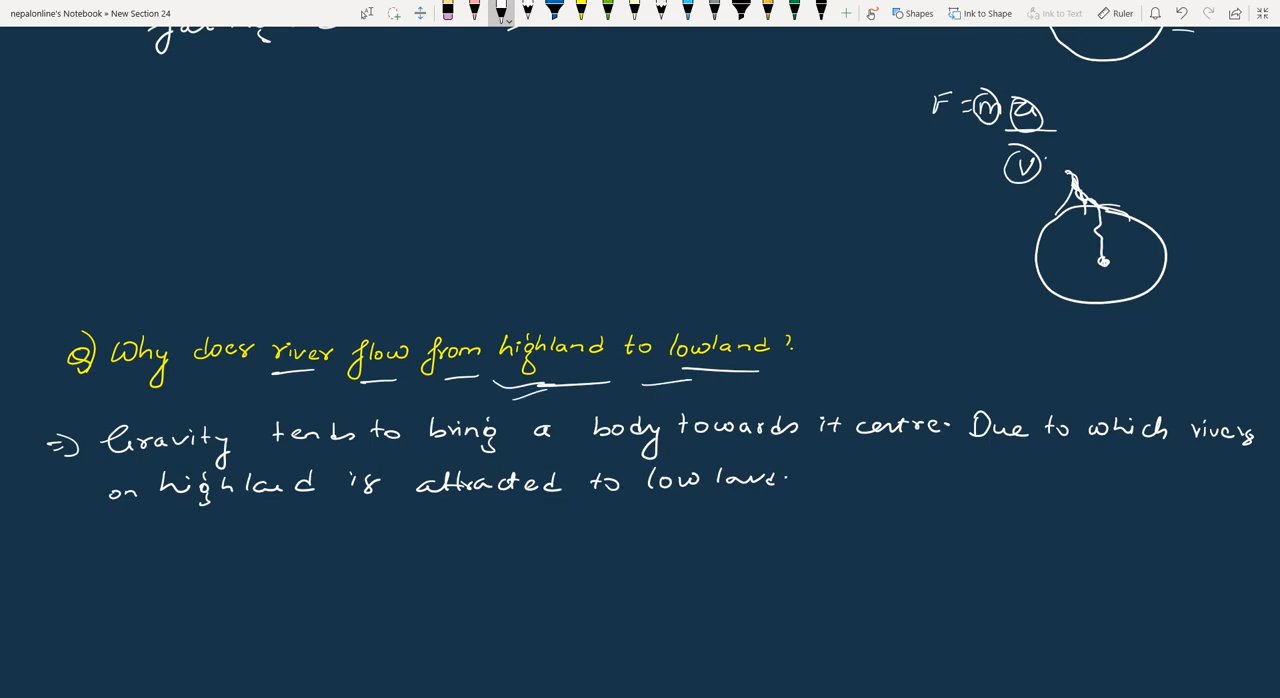 nepalonline's Notebook » New Section 24
Shapes
Ink to Shape
Ink to Text
Ruler
F = m a
V
Q) Why does river flow from highland to lowland?
=> Gravity tends to bring a body towards it centre. Due to which rivers
on highland is attracted to low land.